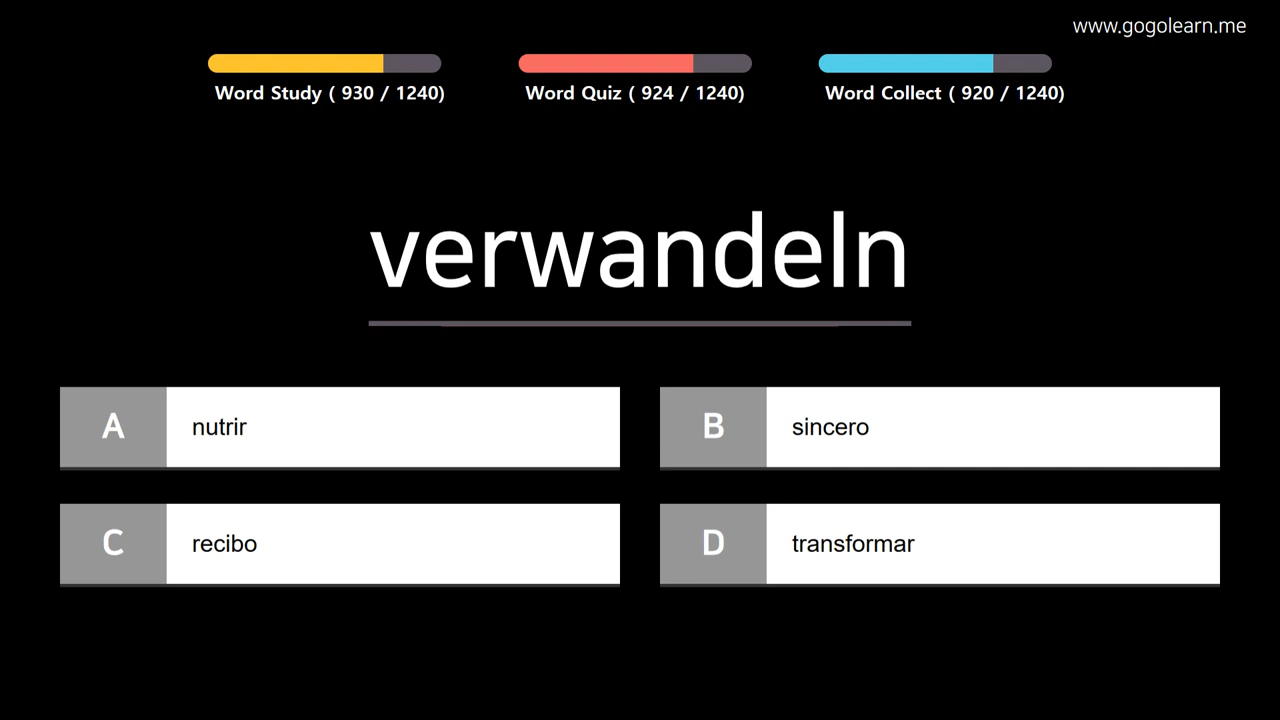 www.gogolearn.me
Word Study ( 930 / 1240)
Word Quiz ( 924 / 1240)
Word Collect ( 920 / 1240)
verwandeln
A nutrir
B sincero
C recibo
D transformar